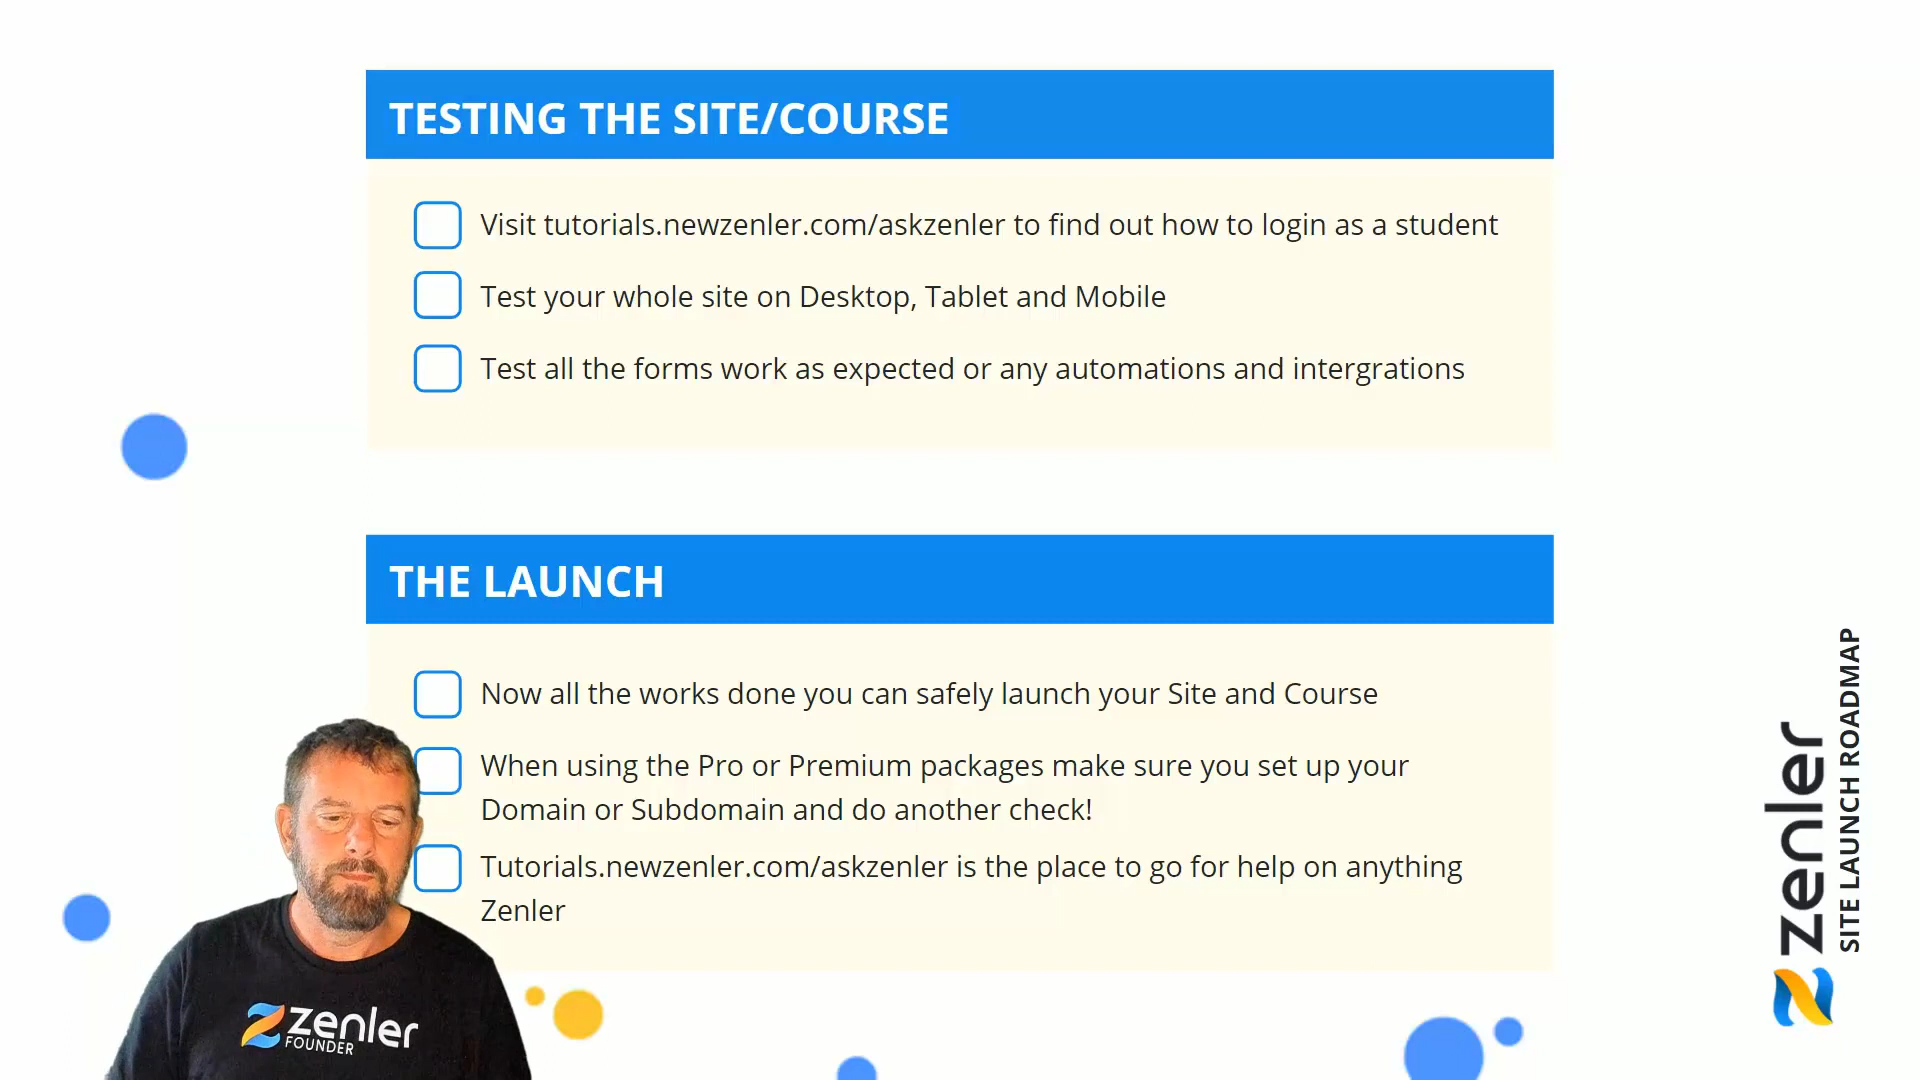 TESTING THE SITE/COURSE
Visit tutorials.newzenler.com/askzenler to find out how to login as a student
Test your whole site on Desktop, Tablet and Mobile
Test all the forms work as expected or any automations and intergrations
THE LAUNCH
Now all the works done you can safely launch your Site and Course
When using the Pro or Premium packages make sure you set up your
Domain or Subdomain and do another check!
Tutorials.newzenler.com/askzenler is the place to go for help on anything
Zenler
zenler
FOUNDER
zenler
SITE LAUNCH ROADMAP